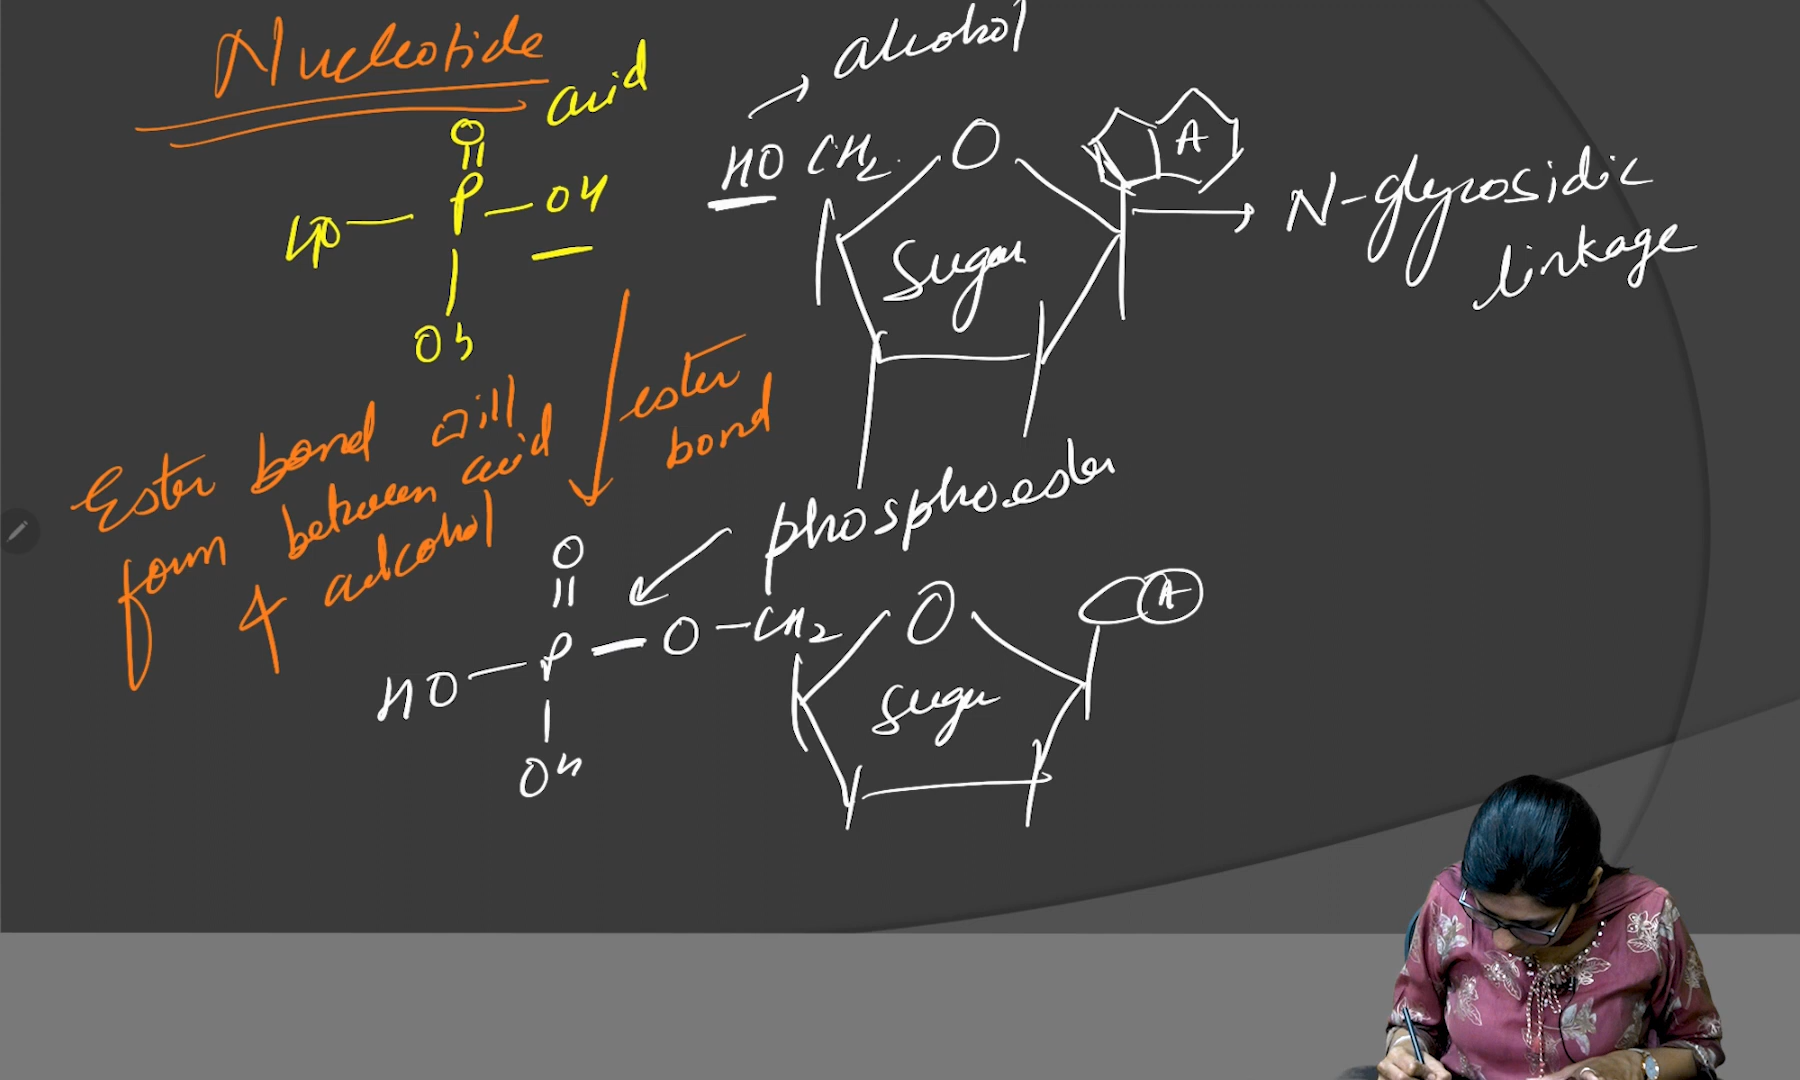 Nucleotide
acid
alcohol
O
P
HO
OH
OH
HO CH2
O
A
Sugar
N-glycosidic
linkage
ester
bond
Ester bond will
form between acid
& adcohol
phosphoester
O
HO
P
O
CH2
O
A
OH
Sugar